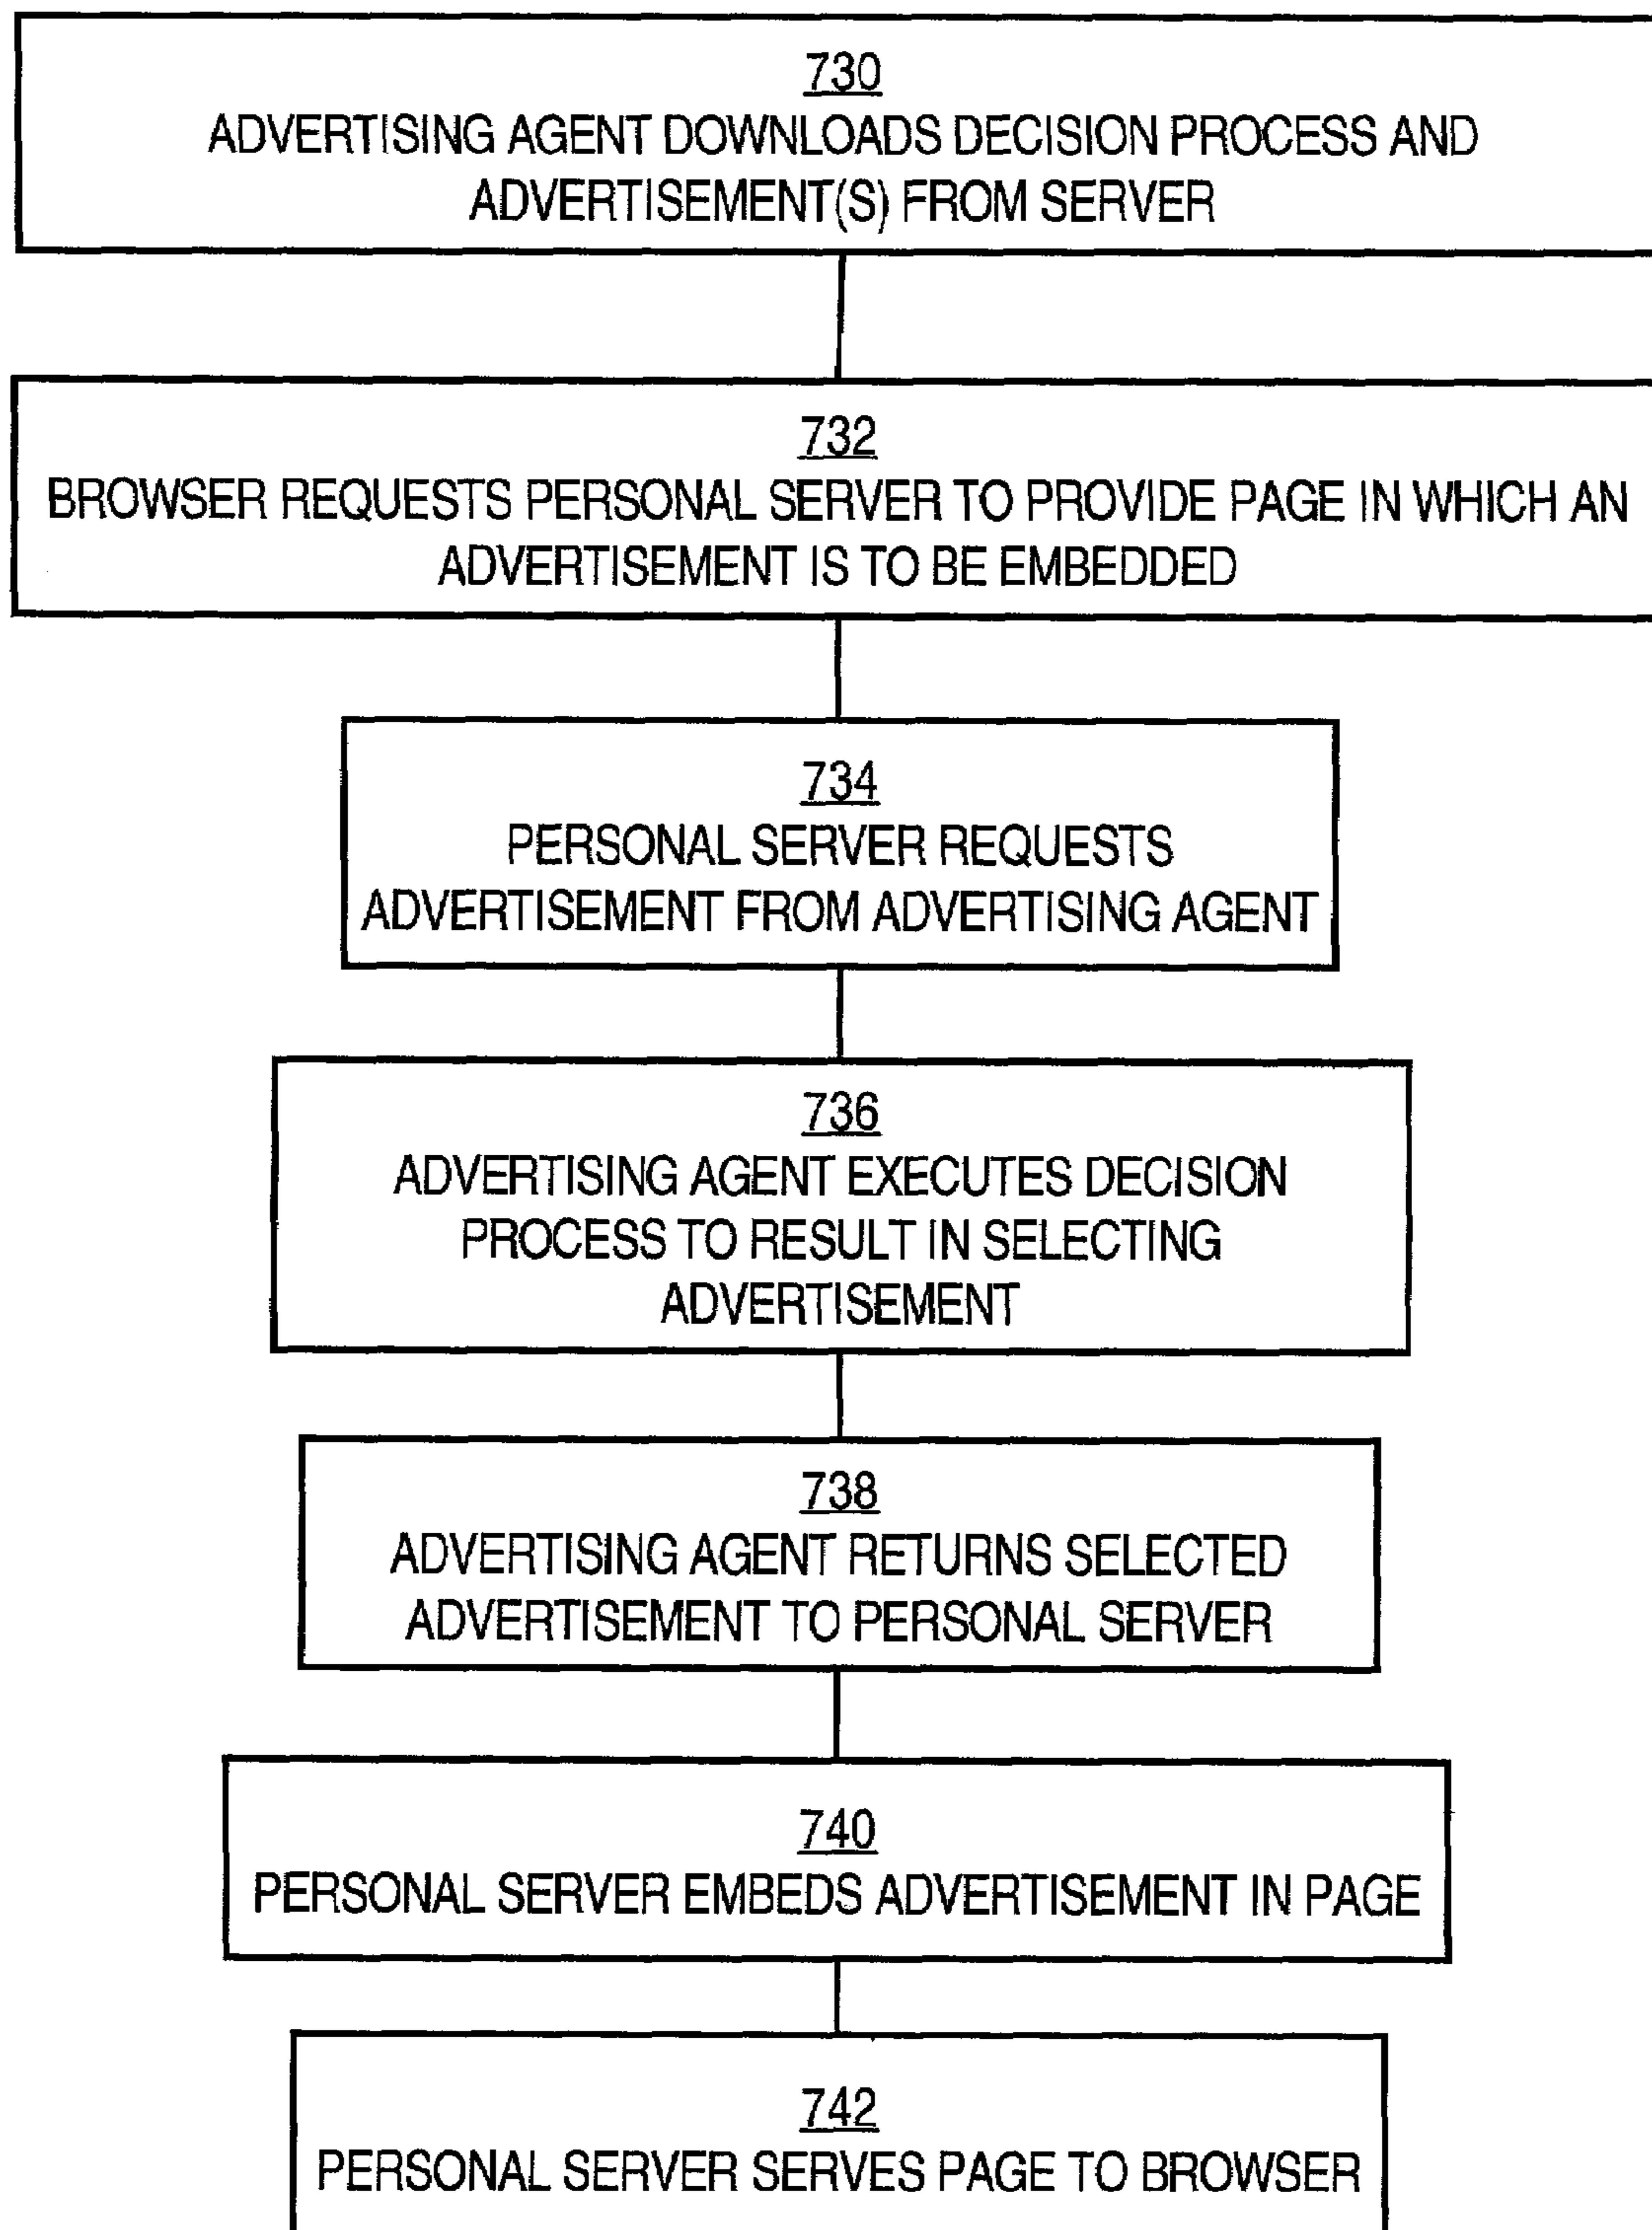 730
ADVERTISING AGENT DOWNLOADS DECISION PROCESS AND
ADVERTISEMENT(S) FROM SERVER
732
BROWSER REQUESTS PERSONAL SERVER TO PROVIDE PAGE IN WHICH AN
ADVERTISEMENT IS TO BE EMBEDDED
734
PERSONAL SERVER REQUESTS
ADVERTISEMENT FROM ADVERTISING AGENT
736
ADVERTISING AGENT EXECUTES DECISION
PROCESS TO RESULT IN SELECTING
ADVERTISEMENT
738
ADVERTISING AGENT RETURNS SELECTED
ADVERTISEMENT TO PERSONAL SERVER
740
PERSONAL SERVER EMBEDS ADVERTISEMENT IN PAGE
742
PERSONAL SERVER SERVES PAGE TO BROWSER